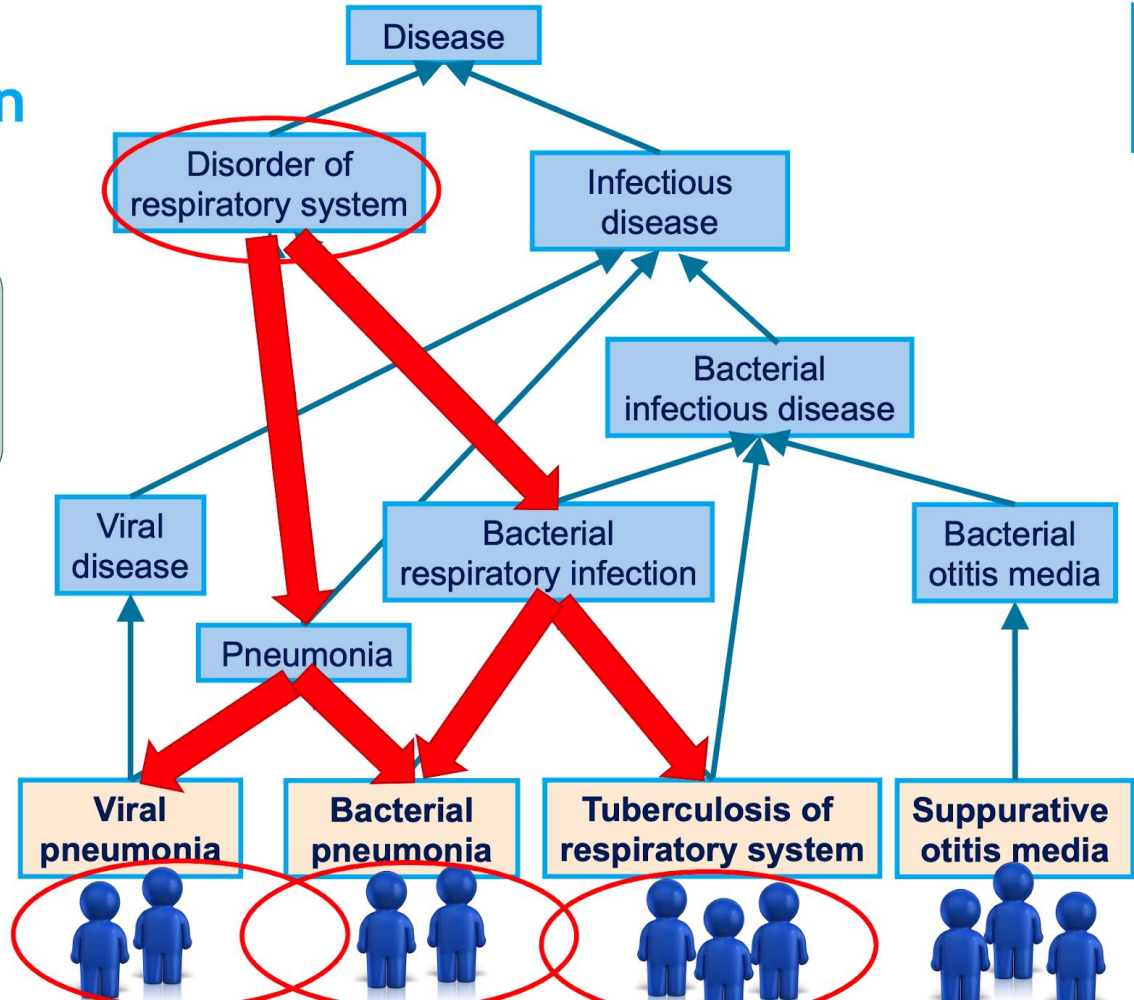 Disease
n
Disorder of
respiratory system
Infectious
disease
Bacterial
infectious disease
Viral
disease
Bacterial
respiratory infection
Bacterial
otitis media
Pneumonia
Viral
pneumonia
Bacterial
pneumonia
Tuberculosis of
respiratory system
Suppurative
otitis media